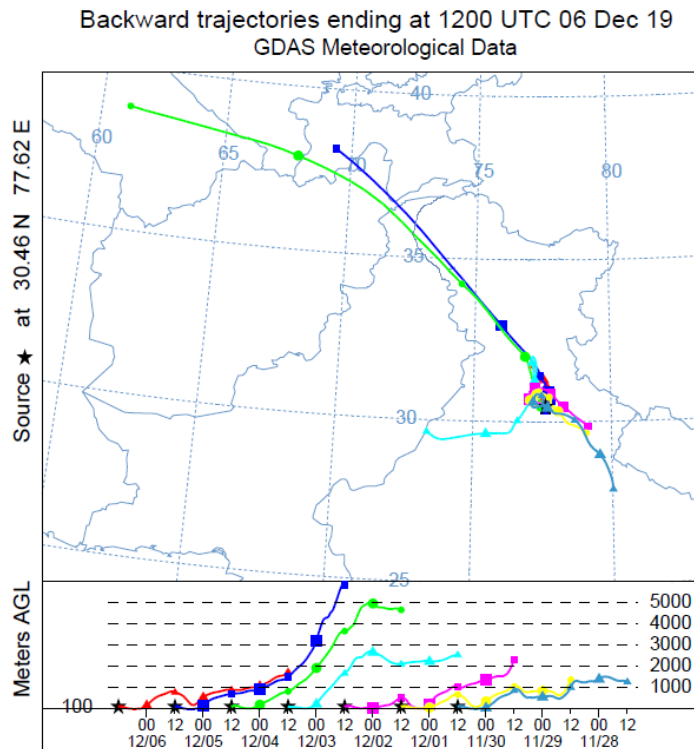 Backward trajectories ending at 1200 UTC 06 Dec 19
GDAS Meteorological Data
Source ★ at 30.46 N 77.62 E
60
65
70
75
80
40
35
30
25
Meters AGL
5000
4000
3000
2000
1000
100
00 12 00 12 00 12 00 12 00 12 00 12 00 12 00 12 00 12
12/06 12/05 12/04 12/03 12/02 12/01 11/30 11/29 11/28